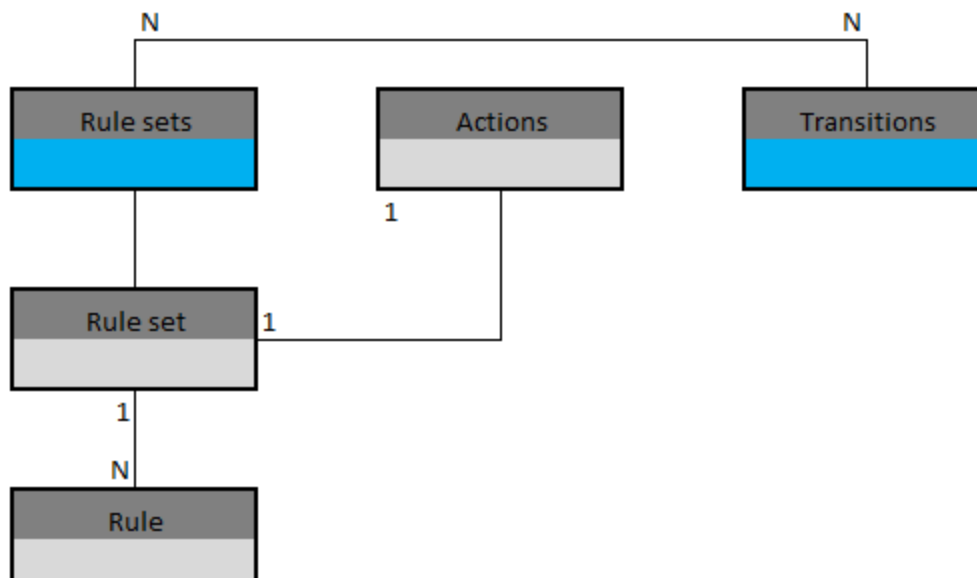 N N
Rule sets Actions Transitions
1
Rule set 1
1
N
Rule